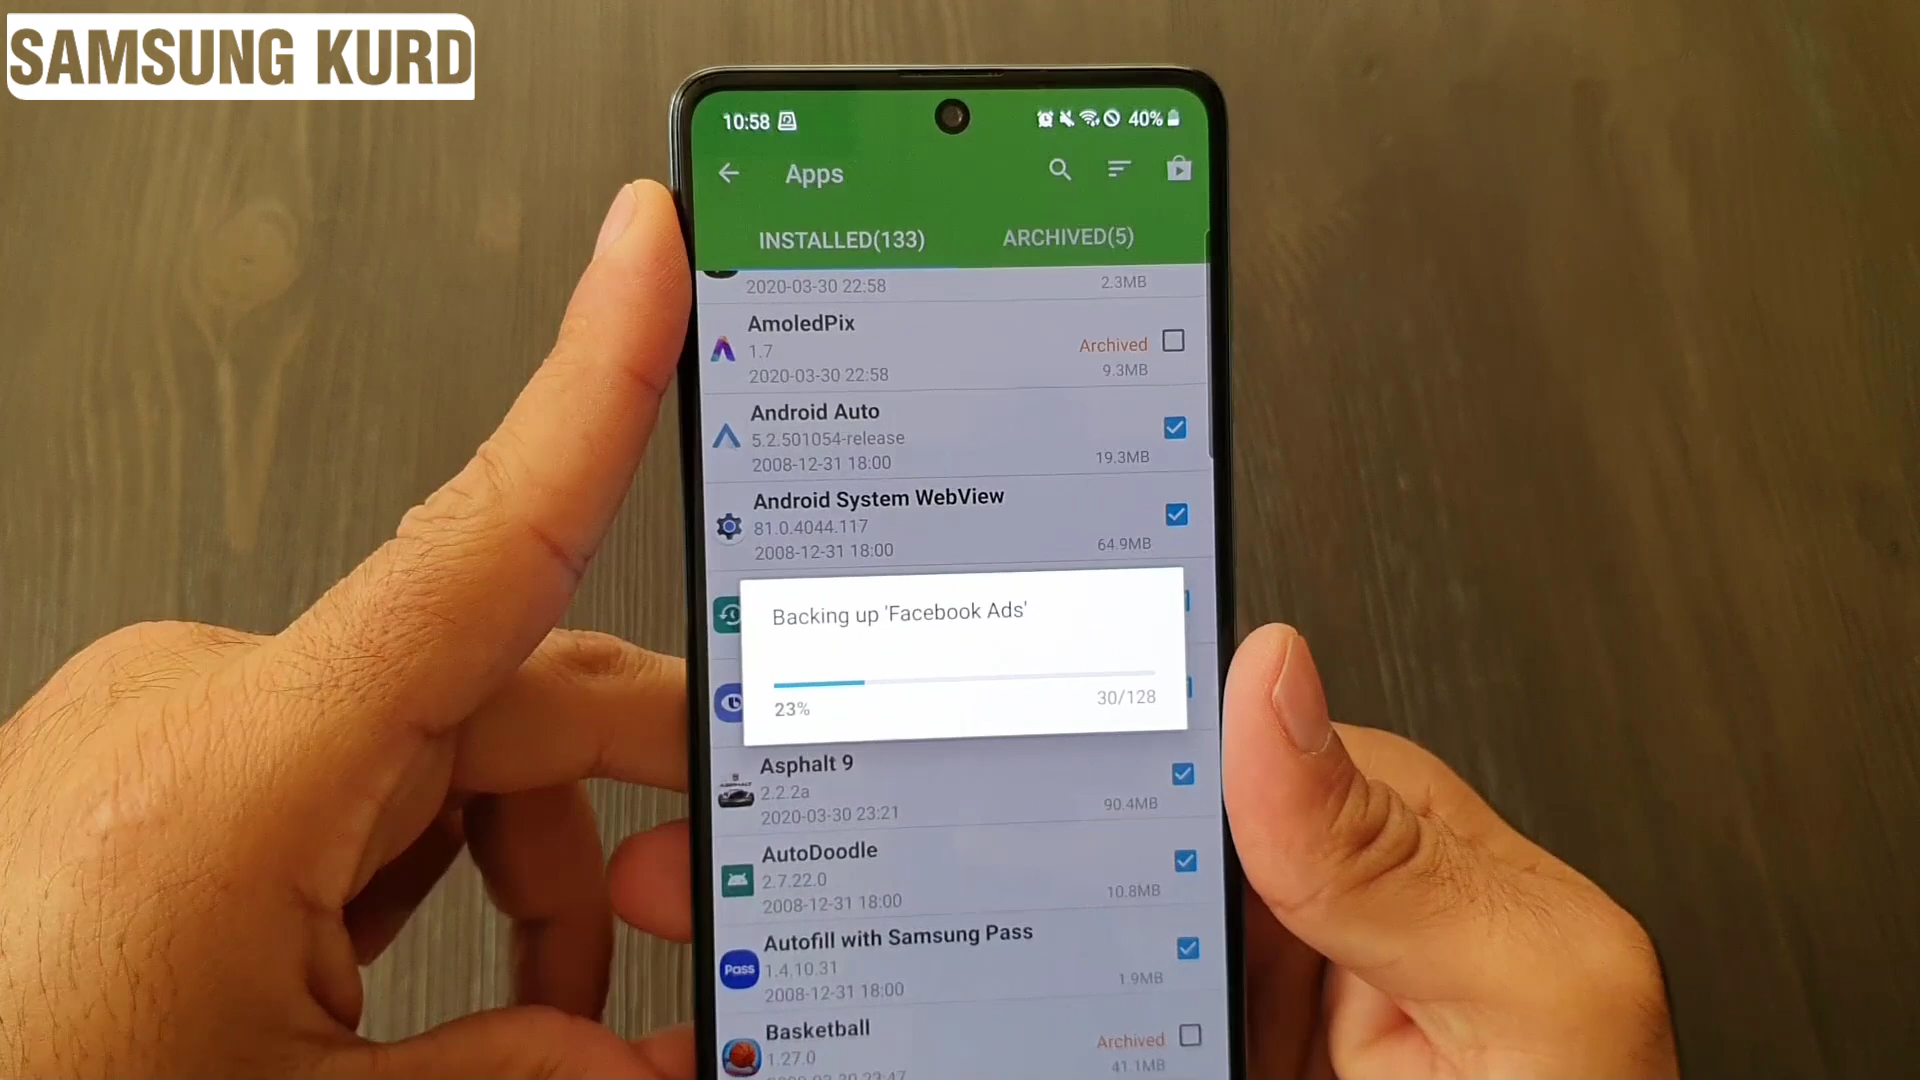 SAMSUNG KURD
10:58
40%
Apps
INSTALLED(133)
ARCHIVED(5)
2020-03-30 22:58
2.3MB
AmoledPix
1.7
Archived
2020-03-30 22:58
9.3MB
Android Auto
5.2.501054-release
2008-12-31 18:00
19.3MB
Android System WebView
81.0.4044.117
2008-12-31 18:00
64.9MB
Backing up 'Facebook Ads'
23%
30/128
Asphalt 9
2.2.2a
2020-03-30 23:21
90.4MB
AutoDoodle
2.7.22.0
2008-12-31 18:00
10.8MB
Autofill with Samsung Pass
Pass
1.4.10.31
2008-12-31 18:00
1.9MB
Basketball
1.27.0
Archived
41.1MB